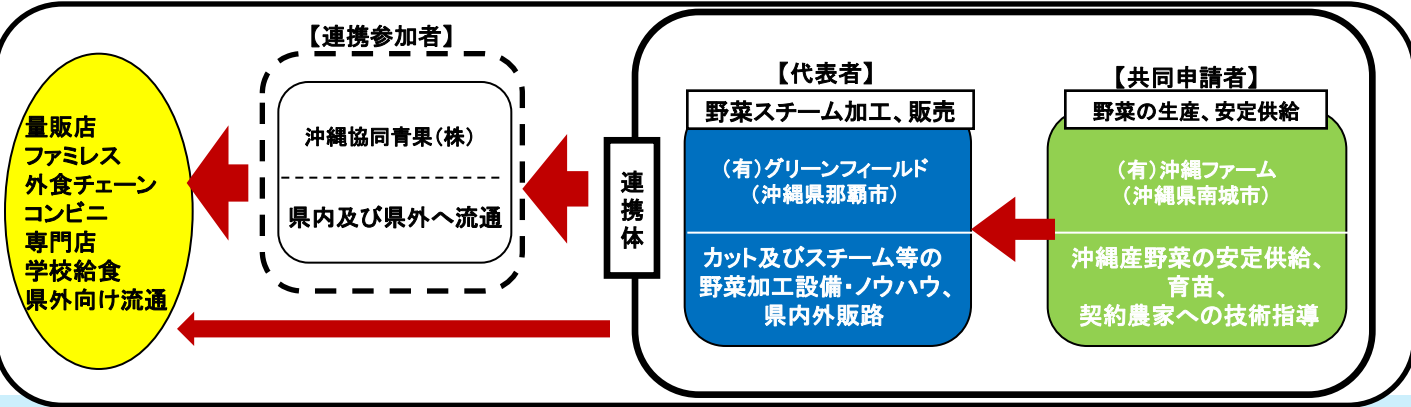 【連携参加者】
沖縄協同青果(株)
県内及び県外へ流通
量販店
ファミレス
外食チェーン
コンビニ
専門店
学校給食
県外向け流通
連携体
【代表者】
野菜スチーム加工、販売
(有)グリーンフィールド
(沖縄県那覇市)
カット及びスチーム等の
野菜加工設備・ノウハウ、
県内外販路
【共同申請者】
野菜の生産、安定供給
(有)沖縄ファーム
(沖縄県南城市)
沖縄産野菜の安定供給、
育苗、
契約農家への技術指導